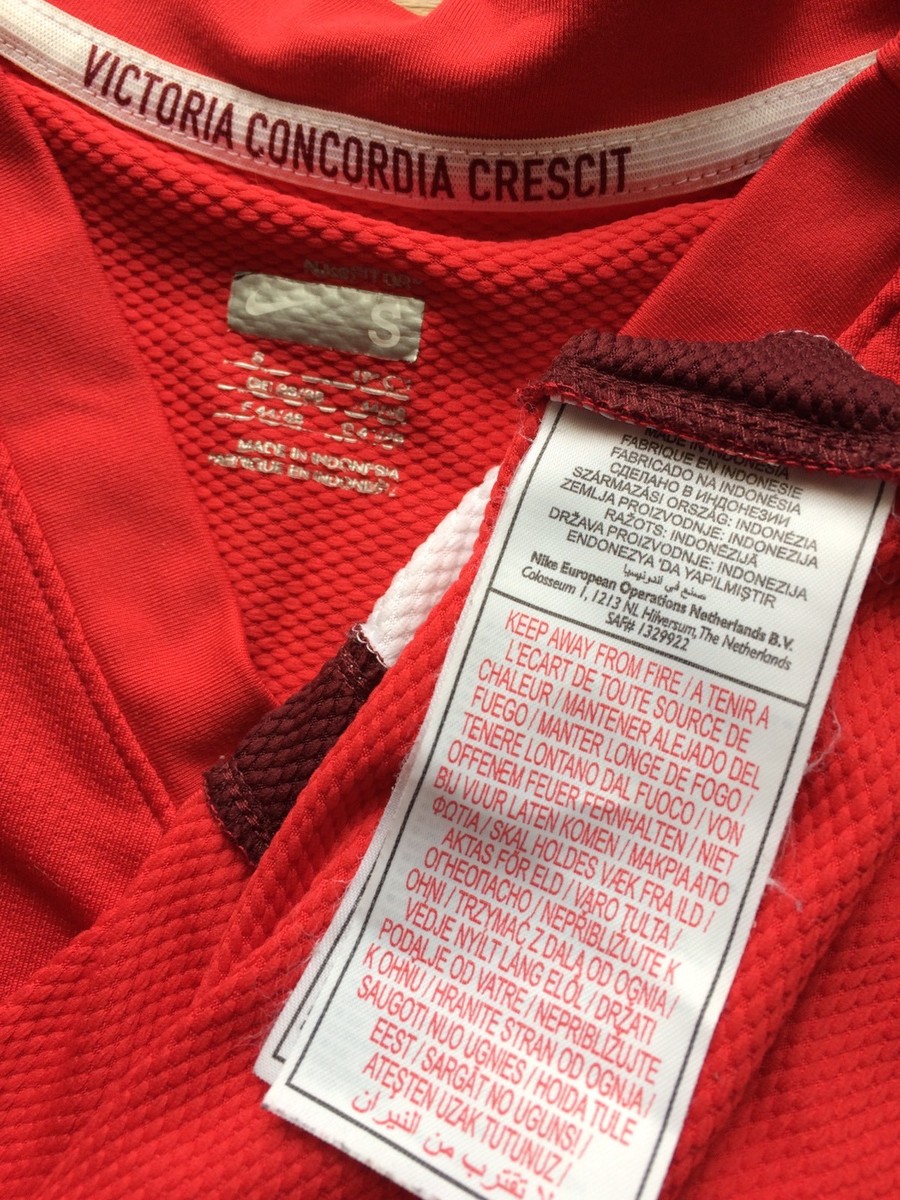 VICTORIA CONCORDIA CRESCIT
S
MADE IN INDONESIA
MADE IN INDONESIA
FABRIQUE EN INDONESIE
FABRICADO NA INDONÉSIA
СДЕЛАНО В ИНДОНЕЗИИ
SZÁRMAZÁSI ORSZÁG: INDONÉZIA
ZEMLJA PROIZVODNJE: INDONEZIJA
RAŽOTS: INDONĒZIJĀ
DRŽAVA PROIZVODNJE: INDONEZIJA
ENDONEZYA 'DA YAPILMIŞTIR
Nike European Operations Netherlands B.V.
Colosseum 1, 1213 NL Hilversum, The Netherlands
SAF# 1329922
KEEP AWAY FROM FIRE / A TENIR A
L'ECART DE TOUTE SOURCE DE
CHALEUR / MANTENER ALEJADO DEL
FUEGO / MANTER LONGE DE FOGO /
TENERE LONTANO DAL FUOCO / VON
OFFENEM FEUER FERNHALTEN / NIET
BIJ VUUR LATEN KOMEN / ΜΑΚΡΙΑ ΑΠΟ
ΦΩΤΙΑ / SKAL HOLDES VÆK FRA ILD /
AKTAS FÖR ELD / VARO TULTA /
ОГНЕОПАСНО / NEPŘIBLIŽUJTE K
OHNI / TRZYMAĆ Z DALA OD OGNIA /
VEDJE NYÍLT LÁNG ELŐL / DRŽATI
PODALJE OD VATRE / NEPRIBLIŽUJTE
K OHŇU / HRANITE STRAN OD OGNJA /
SAUGOTI NUO UGNIES / HOIDA TULE
EEST / SARGĀT NO UGUNS! /
ATEŞTEN UZAK TUTUNUZ /
لا تقترب من النيران